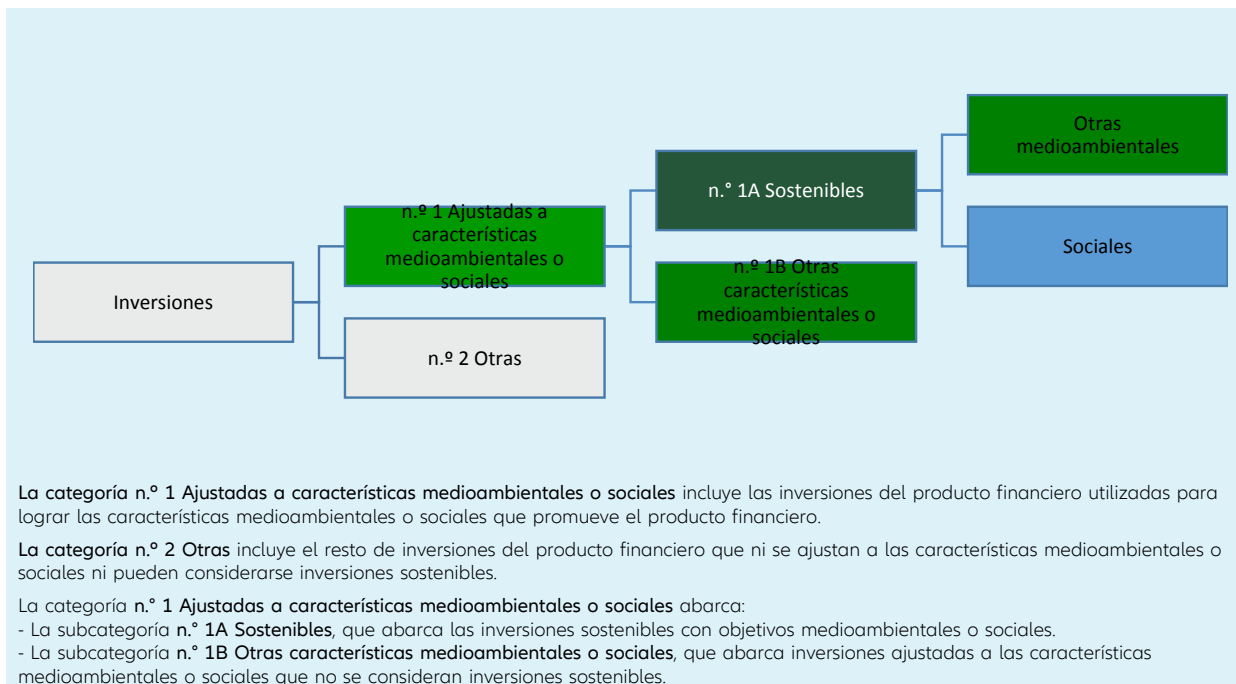 Otras
medioambientales
n.° 1A Sostenibles
n.º 1 Ajustadas a
características
medioambientales o
sociales
Sociales
n.º 1B Otras
características
medioambientales o
sociales
Inversiones
n.º 2 Otras
La categoría n.º 1 Ajustadas a características medioambientales o sociales incluye las inversiones del producto financiero utilizadas para
lograr las características medioambientales o sociales que promueve el producto financiero.
La categoría n.º 2 Otras incluye el resto de inversiones del producto financiero que ni se ajustan a las características medioambientales o
sociales ni pueden considerarse inversiones sostenibles.
La categoría n.° 1 Ajustadas a características medioambientales o sociales abarca:
- La subcategoría n.° 1A Sostenibles, que abarca las inversiones sostenibles con objetivos medioambientales o sociales.
- La subcategoría n.° 1B Otras características medioambientales o sociales, que abarca inversiones ajustadas a las características
medioambientales o sociales que no se consideran inversiones sostenibles.